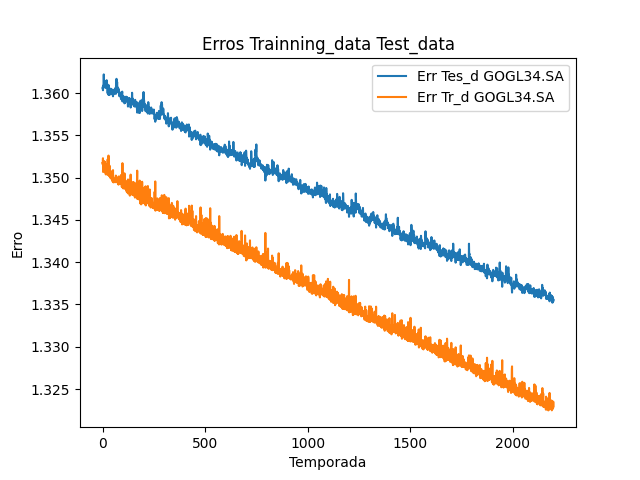 Erros Trainning_data Test_data
Err Tes_d GOGL34.SA
Err Tr_d GOGL34.SA
1.360
1.355
1.350
1.345
1.340
1.335
1.330
1.325
Erro
0
500
1000
1500
2000
Temporada